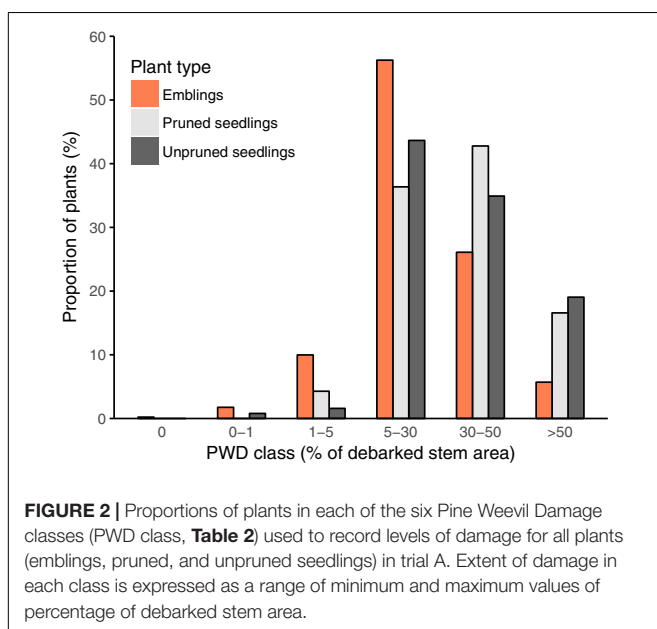 60
50
40
30
20
10
0
Proportion of plants (%)
Plant type
Emblings
Pruned seedlings
Unpruned seedlings
0 0–1 1–5 5–30 30–50 >50
PWD class (% of debarked stem area)
FIGURE 2 | Proportions of plants in each of the six Pine Weevil Damage
classes (PWD class, Table 2) used to record levels of damage for all plants
(emblings, pruned, and unpruned seedlings) in trial A. Extent of damage in
each class is expressed as a range of minimum and maximum values of
percentage of debarked stem area.